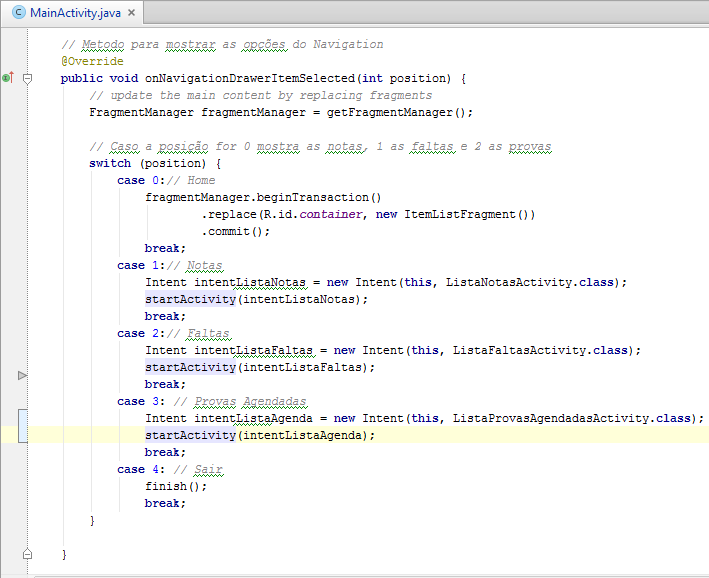 MainActivity.java
// Metodo para mostrar as opções do Navigation
@Override
public void onNavigationDrawerItemSelected(int position) {
// update the main content by replacing fragments
FragmentManager fragmentManager = getFragmentManager();
// Caso a posição for 0 mostra as notas, 1 as faltas e 2 as provas
switch (position) {
case 0:// Home
fragmentManager.beginTransaction()
.replace(R.id.container, new ItemListFragment())
.commit();
break;
case 1:// Notas
Intent intentListaNotas = new Intent(this, ListaNotasActivity.class);
startActivity(intentListaNotas);
break;
case 2:// Faltas
Intent intentListaFaltas = new Intent(this, ListaFaltasActivity.class);
startActivity(intentListaFaltas);
break;
case 3: // Provas Agendadas
Intent intentListaAgenda = new Intent(this, ListaProvasAgendadasActivity.class);
startActivity(intentListaAgenda);
break;
case 4: // Sair
finish();
break;
}
}